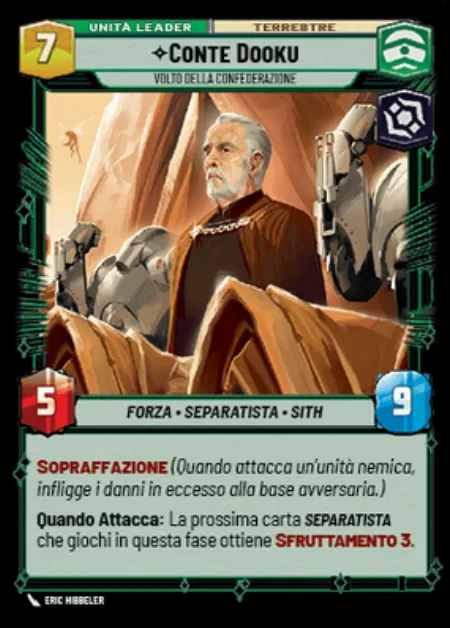 7
UNITÀ LEADER
TERRESTRE
CONTE DOOKU
VOLTO DELLA CONFEDERAZIONE
5
FORZA • SEPARATISTA • SITH
9
SOPRAFFAZIONE (Quando attacca un'unità nemica,
infligge i danni in eccesso alla base avversaria.)
Quando Attacca: La prossima carta SEPARATISTA
che giochi in questa fase ottiene SFRUTTAMENTO 3.
ERIC HIBBELER